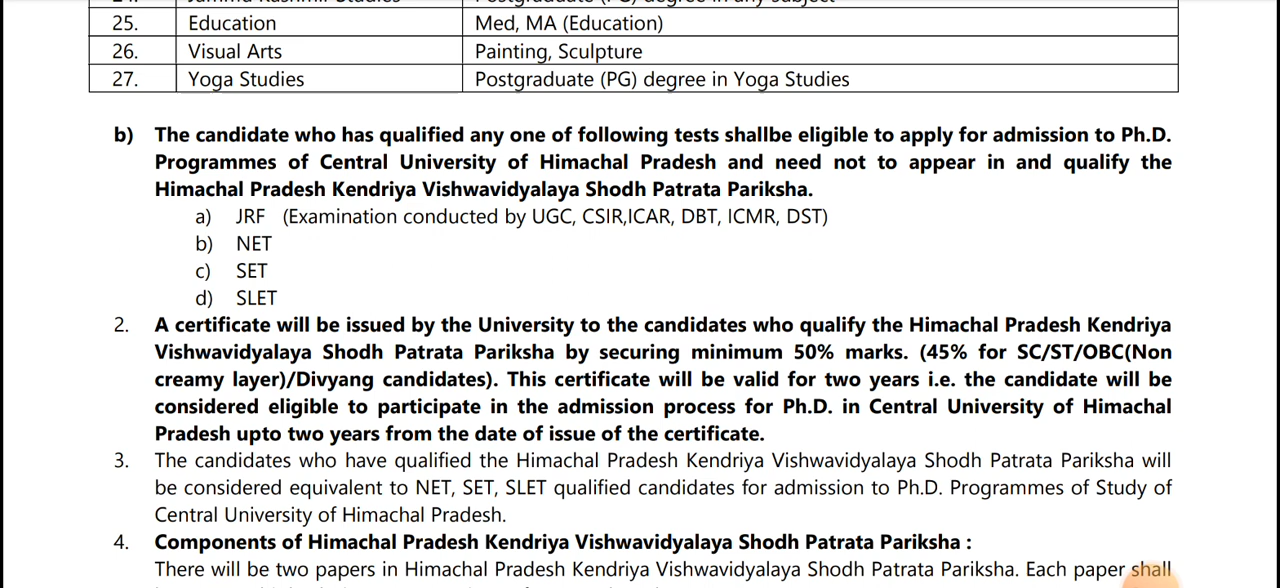 25. Education Med, MA (Education)
26. Visual Arts Painting, Sculpture
27. Yoga Studies Postgraduate (PG) degree in Yoga Studies
b) The candidate who has qualified any one of following tests shallbe eligible to apply for admission to Ph.D.
Programmes of Central University of Himachal Pradesh and need not to appear in and qualify the
Himachal Pradesh Kendriya Vishwavidyalaya Shodh Patrata Pariksha.
a) JRF (Examination conducted by UGC, CSIR,ICAR, DBT, ICMR, DST)
b) NET
c) SET
d) SLET
2. A certificate will be issued by the University to the candidates who qualify the Himachal Pradesh Kendriya
Vishwavidyalaya Shodh Patrata Pariksha by securing minimum 50% marks. (45% for SC/ST/OBC(Non
creamy layer)/Divyang candidates). This certificate will be valid for two years i.e. the candidate will be
considered eligible to participate in the admission process for Ph.D. in Central University of Himachal
Pradesh upto two years from the date of issue of the certificate.
3. The candidates who have qualified the Himachal Pradesh Kendriya Vishwavidyalaya Shodh Patrata Pariksha will
be considered equivalent to NET, SET, SLET qualified candidates for admission to Ph.D. Programmes of Study of
Central University of Himachal Pradesh.
4. Components of Himachal Pradesh Kendriya Vishwavidyalaya Shodh Patrata Pariksha :
There will be two papers in Himachal Pradesh Kendriya Vishwavidyalaya Shodh Patrata Pariksha. Each paper shall